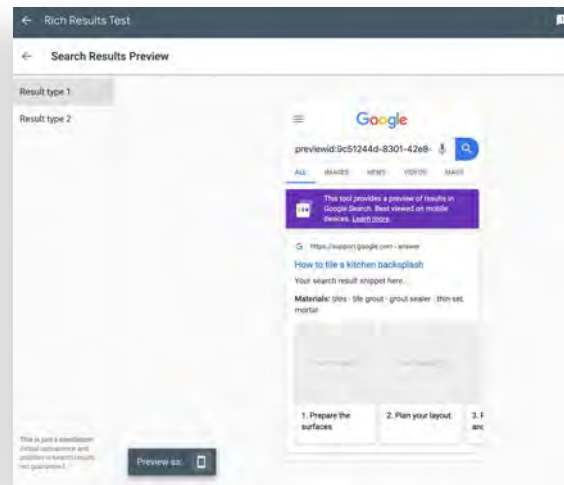 ← Rich Results Test
← Search Results Preview
Result type 1
Result type 2
Google
previewid:9c51244d-8301-42e8-
ALL IMAGES NEWS VIDEOS MAPS
This tool provides a preview of results in
Google Search. Best viewed on mobile
devices. Learn more.
G https://support.google.com › answer
How to tile a kitchen backsplash
Your search result snippet here.
Materials: tiles · tile grout · grout sealer · thin-set
mortar
1. Prepare the
surfaces
2. Plan your layout
3.
and
This is just a simulation.
Actual appearance and
position in search results
not guaranteed.
Preview as: